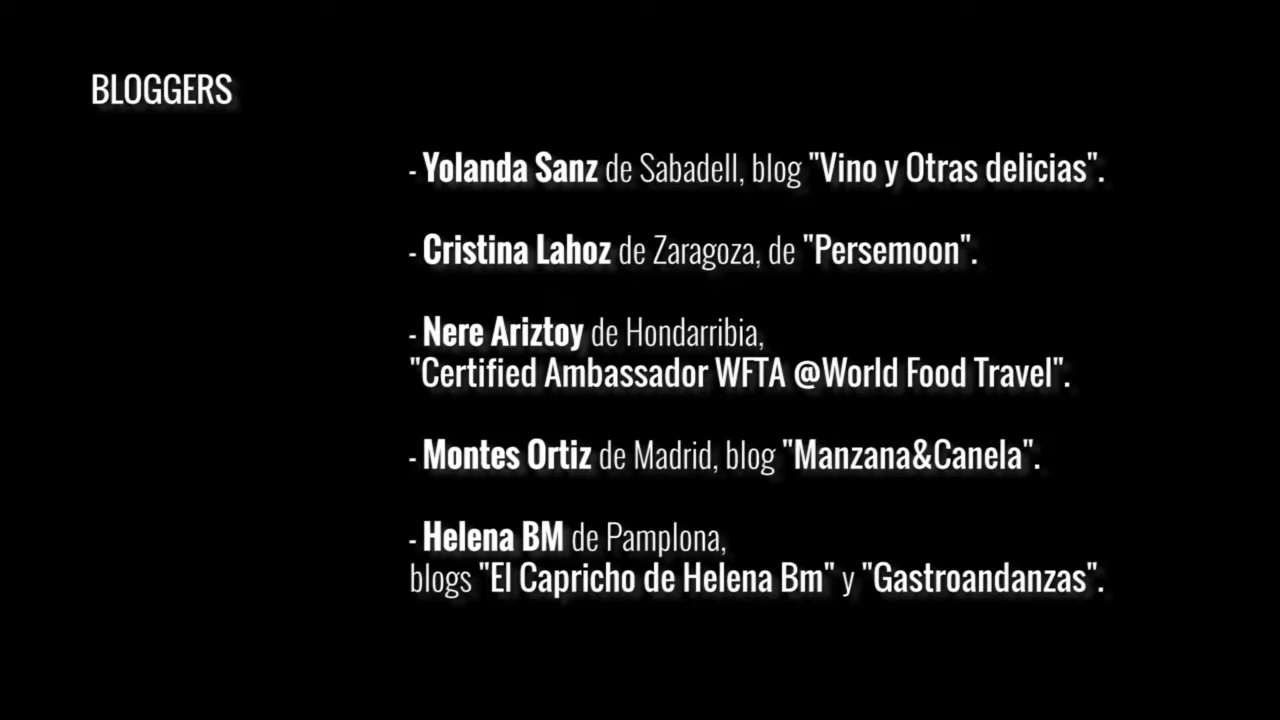 BLOGGERS
- Yolanda Sanz de Sabadell, blog "Vino y Otras delicias".
- Cristina Lahoz de Zaragoza, de "Persemoon".
- Nere Ariztoy de Hondarribia,
"Certified Ambassador WFTA @World Food Travel".
- Montes Ortiz de Madrid, blog "Manzana&Canela".
- Helena BM de Pamplona,
blogs "El Capricho de Helena Bm" y "Gastroandanzas".